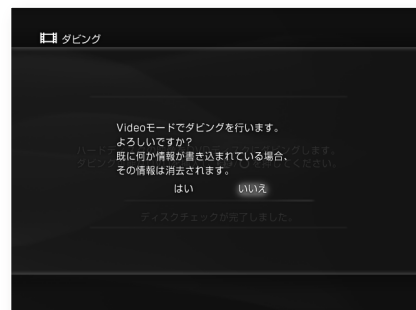 ダビング
Videoモードでダビングを行います。
よろしいですか？
既に何か情報が書き込まれている場合、
その情報は消去されます。
はい いいえ
ディスクチェックが完了しました。